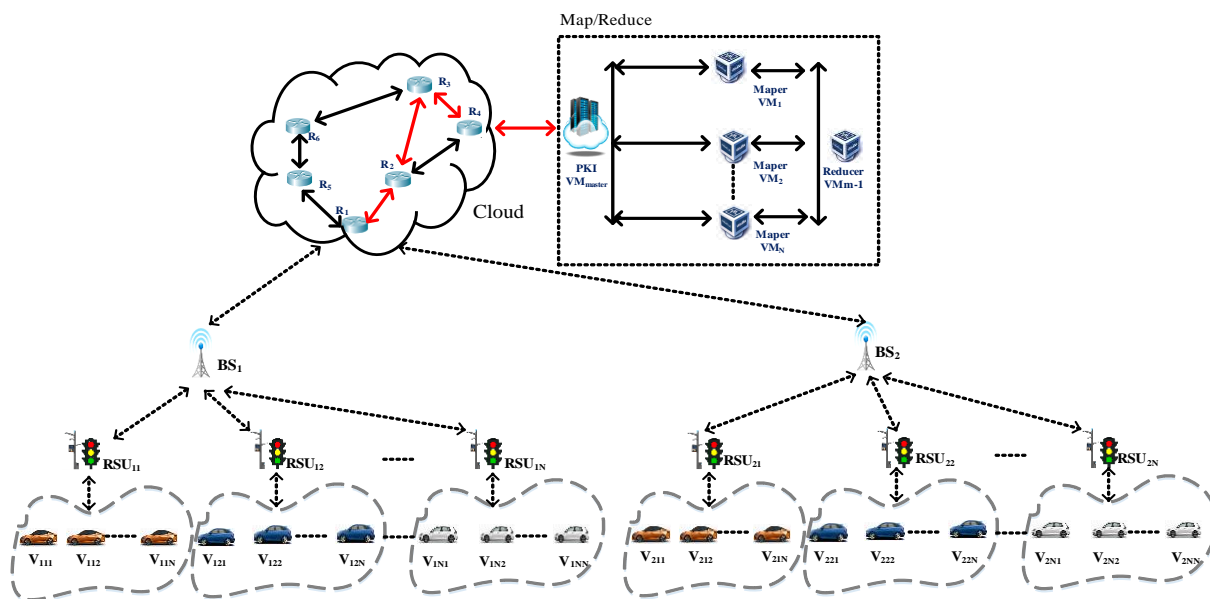 Map/Reduce
R3
R4
R6
R2
R5
R1
Cloud
PKI
VMmaster
Maper
VM1
Maper
VM2
Maper
VMN
Reducer
VMm-1
BS1
BS2
RSU11
RSU12
RSU1N
RSU21
RSU22
RSU2N
V111 V112 V11N V121 V122 V12N V1N1 V1N2 V1NN V211 V212 V21N V221 V222 V22N V2N1 V2N2 V2NN